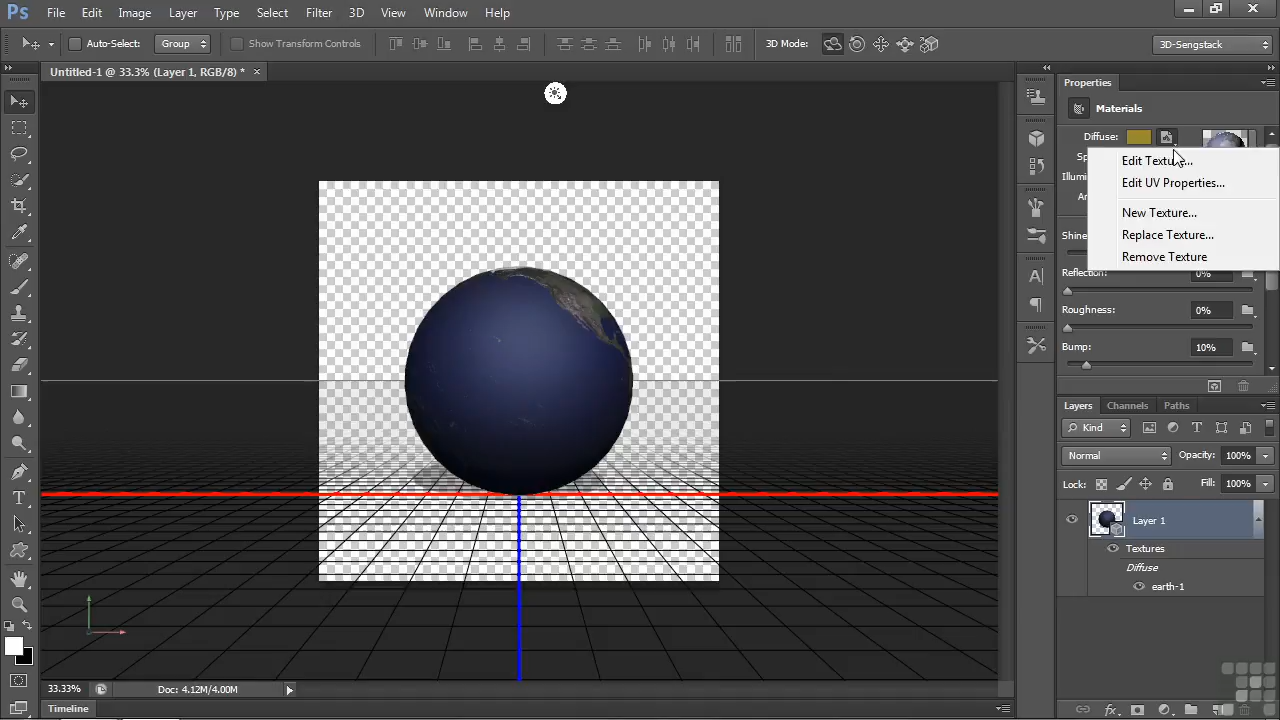 Ps File Edit Image Layer Type Select Filter 3D View Window Help
Auto-Select: Group Show Transform Controls 3D Mode: 3D-Sengstack
Untitled-1 @ 33.3% (Layer 1, RGB/8) *
Properties
Materials
Diffuse:
Edit Texture...
Edit UV Properties...
New Texture...
Replace Texture...
Remove Texture
Reflection: 0%
Roughness: 0%
Bump: 10%
Layers Channels Paths
Kind
Normal Opacity: 100%
Lock: Fill: 100%
Layer 1
Textures
Diffuse
earth-1
33.33% Doc: 4.12M/4.00M
Timeline